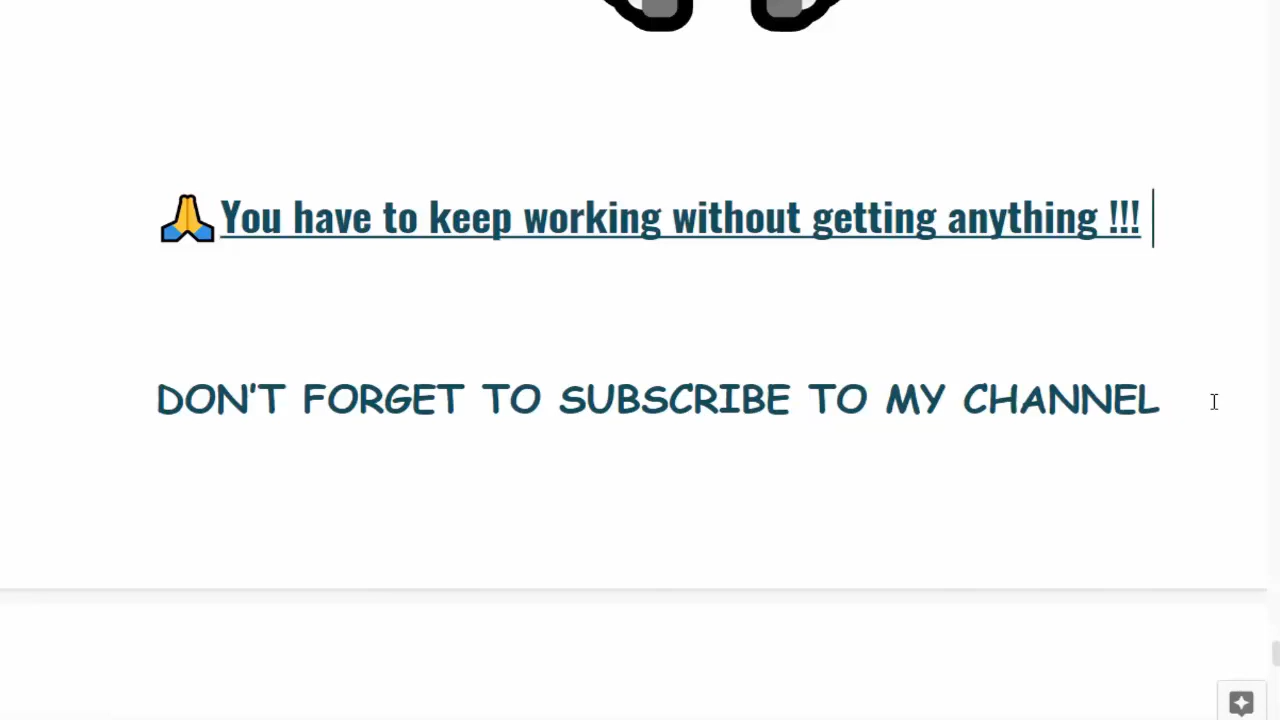 🙏You have to keep working without getting anything !!!
DON'T FORGET TO SUBSCRIBE TO MY CHANNEL